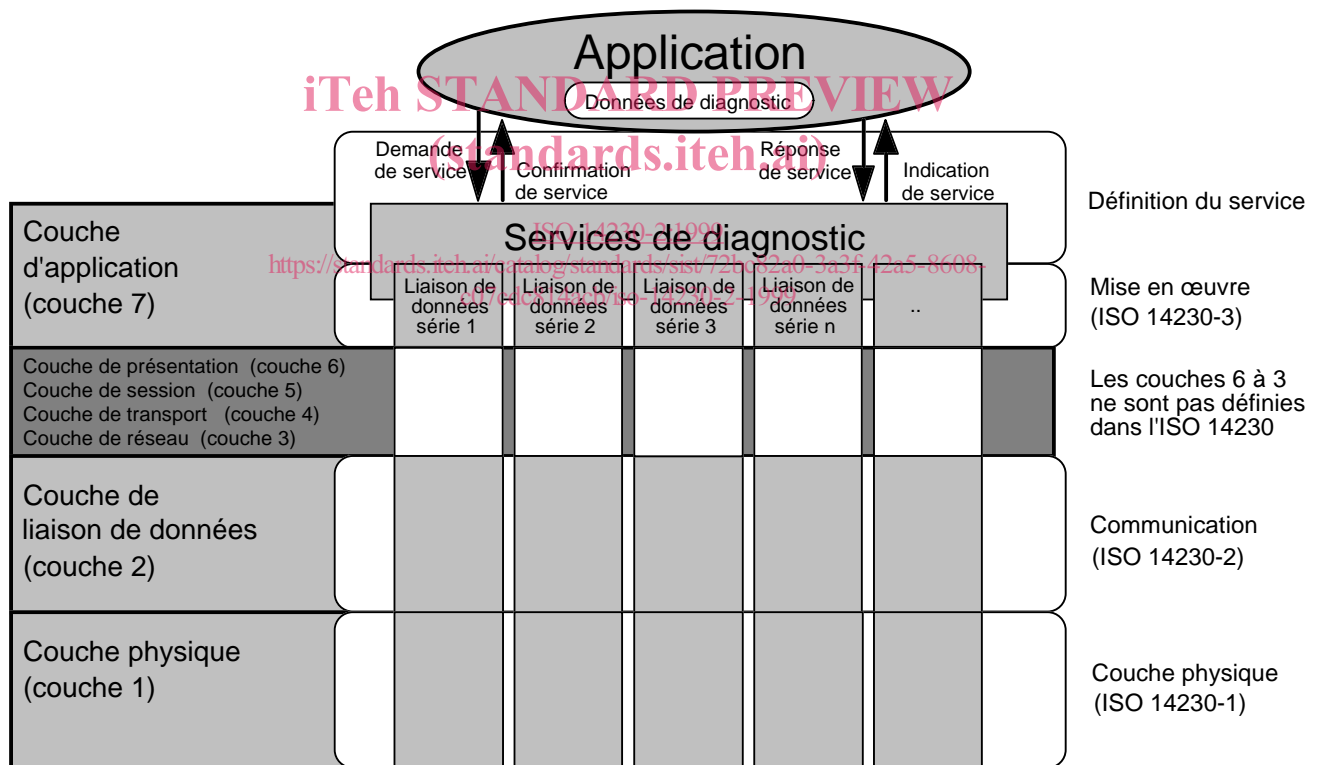 Application
iTeh STANDARD PREVIEW
Données de diagnostic
(standards.iteh.ai)
Demande
de service
Confirmation
de service
Réponse
de service
Indication
de service
Définition du service
Services de diagnostic
ISO 14230-2:1999
https://standards.iteh.ai/catalog/standards/sist/72bc82a0-3a3f-42a5-8608-
c07cdc814acb/iso-14230-2-1999
Couche
d'application
(couche 7)
Liaison de
données
série 1
Liaison de
données
série 2
Liaison de
données
série 3
Liaison de
données
série n
..
Mise en œuvre
(ISO 14230-3)
Couche de présentation (couche 6)
Couche de session (couche 5)
Couche de transport (couche 4)
Couche de réseau (couche 3)
Les couches 6 à 3
ne sont pas définies
dans l'ISO 14230
Couche de
liaison de données
(couche 2)
Communication
(ISO 14230-2)
Couche physique
(couche 1)
Couche physique
(ISO 14230-1)